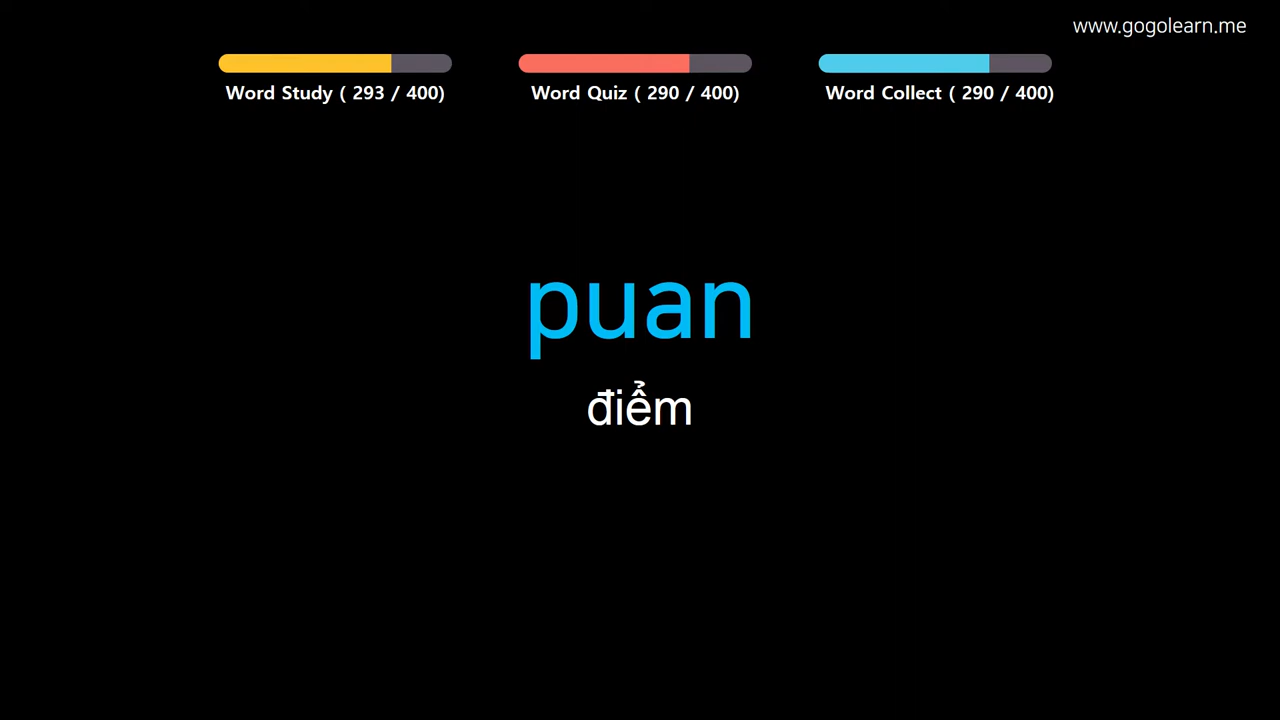 www.gogolearn.me
Word Study ( 293 / 400)
Word Quiz ( 290 / 400)
Word Collect ( 290 / 400)
puan
điểm